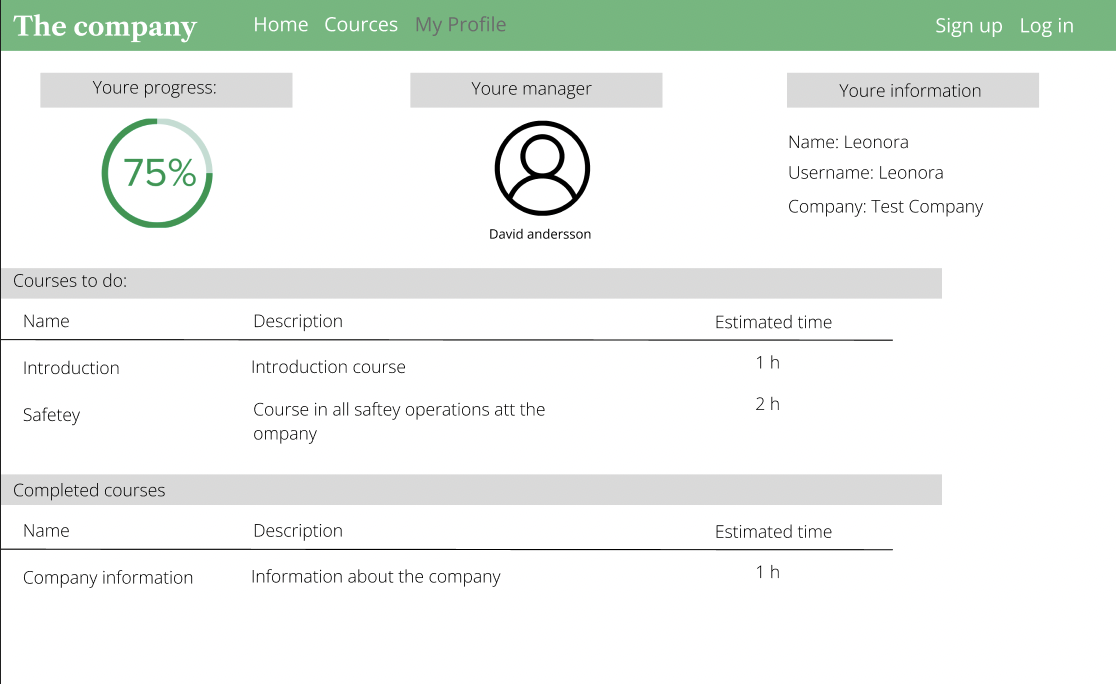 The company Home Cources My Profile Sign up Log in
Youre progress: Youre manager Youre information
75%
David andersson
Name: Leonora
Username: Leonora
Company: Test Company
Courses to do:
Name Description Estimated time
Introduction Introduction course 1 h
Safetey Course in all saftey operations att the 2 h
ompany
Completed courses
Name Description Estimated time
Company information Information about the company 1 h